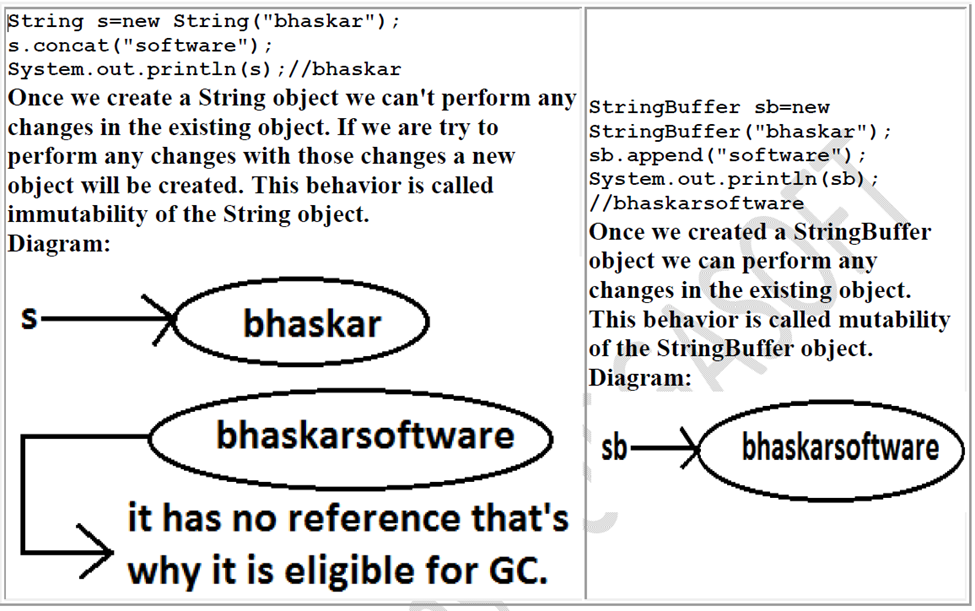 String s=new String("bhaskar");
s.concat("software");
System.out.println(s);//bhaskar
Once we create a String object we can't perform any
changes in the existing object. If we are try to
perform any changes with those changes a new
object will be created. This behavior is called
immutability of the String object.
Diagram:
s
bhaskar
bhaskarsoftware
it has no reference that's
why it is eligible for GC.
StringBuffer sb=new
StringBuffer("bhaskar");
sb.append("software");
System.out.println(sb);
//bhaskarsoftware
Once we created a StringBuffer
object we can perform any
changes in the existing object.
This behavior is called mutability
of the StringBuffer object.
Diagram:
sb
bhaskarsoftware